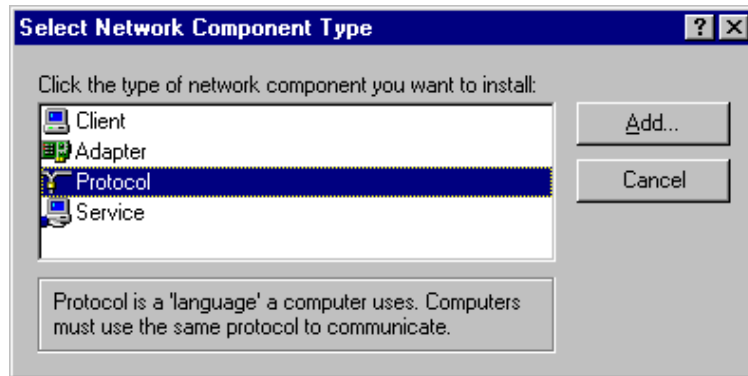 Select Network Component Type
Click the type of network component you want to install:
Client
Adapter
Protocol
Service
Add...
Cancel
Protocol is a 'language' a computer uses. Computers
must use the same protocol to communicate.